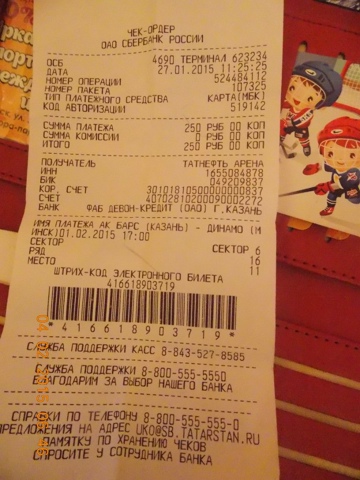 ЧЕК-ОРДЕР
ОАО СБЕРБАНК РОССИИ
ОСБ 4690 ТЕРМИНАЛ 623234
ДАТА 27.01.2015 11:25:25
НОМЕР ОПЕРАЦИИ 524484112
НОМЕР ПАКЕТА 107325
ТИП ПЛАТЕЖНОГО СРЕДСТВА КАРТА(МБК)
КОД АВТОРИЗАЦИИ 519142
СУММА ПЛАТЕЖА 250 РУБ 00 КОП
СУММА КОМИССИИ 0 РУБ 00 КОП
ИТОГО 250 РУБ 00 КОП
ПОЛУЧАТЕЛЬ ТАТНЕФТЬ АРЕНА
ИНН 1655084878
БИК 049209837
КОР. СЧЕТ
СЧЕТ 40702810200090002272
БАНК ФАБ ДЕВОН-КРЕДИТ (ОАО) Г,КАЗАНЬ
ИМЯ ПЛАТЕЖА АК БАРС (КАЗАНЬ) - ДИНАМО (М
ИНСК)01.02.2015 17:00
СЕКТОР СЕКТОР 6
РЯД 16
МЕСТО 11
ШТРИХ-КОД ЭЛЕКТРОННОГО БИЛЕТА
416618903719
416618903719
СЛУЖБА ПОДДЕРЖКИ КАСС 8-843-527-8585
СЛУЖБА ПОДДЕРЖКИ 8-800-555-5550
БЛАГОДАРИМ ЗА ВЫБОР НАШЕГО БАНКА
СПРАВКИ ПО ТЕЛЕФОНУ 8-800-555-555-0
ПРЕДЛОЖЕНИЯ НА АДРЕС UKO@SB.TATARSTAN.RU
ПАМЯТКУ ПО ХРАНЕНИЮ ЧЕКОВ
СПРОСИТЕ У СОТРУДНИКА БАНКА